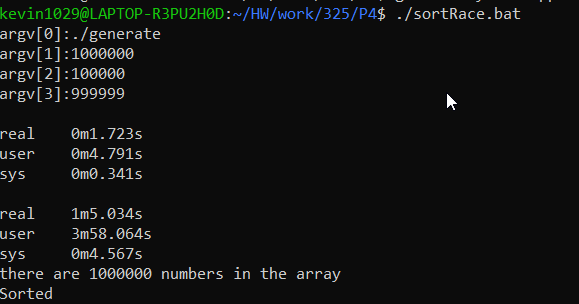 kevin1029@LAPTOP-R3PU2H0D:~/HW/work/325/P4$ ./sortRace.bat
argv[0]:./generate
argv[1]:1000000
argv[2]:100000
argv[3]:999999
real 0m1.723s
user 0m4.791s
sys 0m0.341s
real 1m5.034s
user 3m58.064s
sys 0m4.567s
there are 1000000 numbers in the array
Sorted